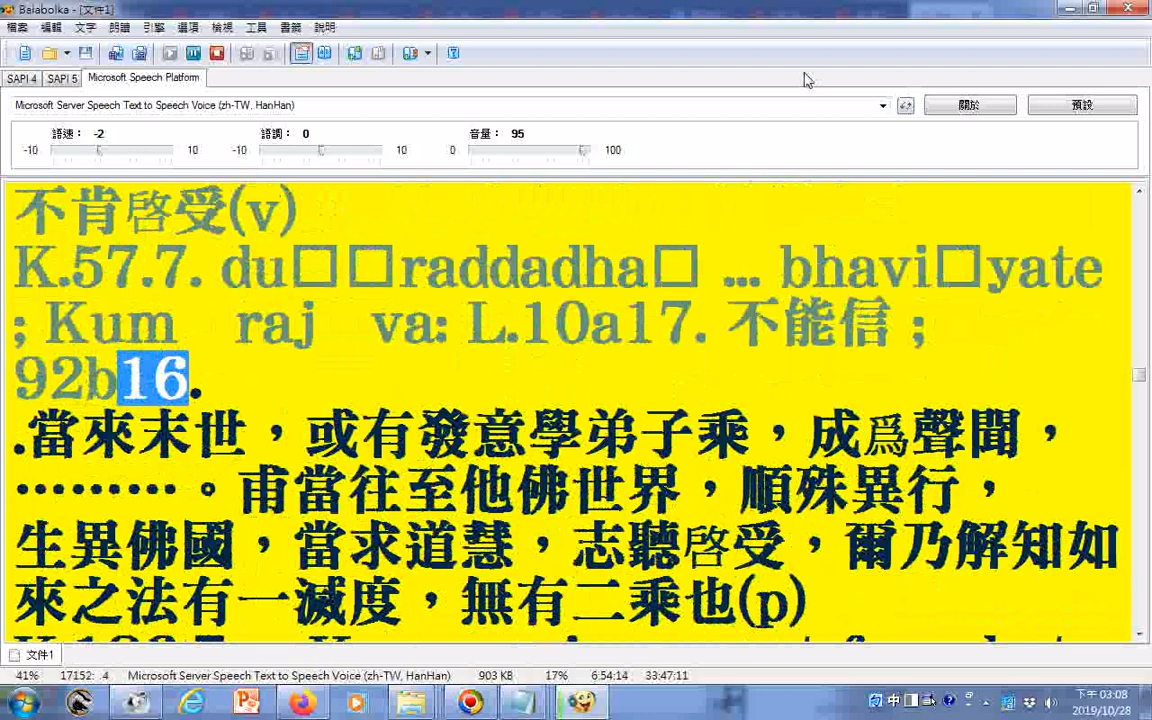 Balabolka - [文件1]
檔案 編輯 文字 朗讀 引擎 選項 檢視 工具 書籤 說明
SAPI 4 SAPI 5 Microsoft Speech Platform
Microsoft Server Speech Text to Speech Voice (zh-TW, HanHan) 關於 預設
語速： -2 語調： 0 音量： 95
-10 10 -10 10 0 100
不肯啓受(v)
K.57.7. du□□raddadha□ ... bhavi□yate
; Kum raj va: L.10a17. 不能信；
92b16.
.當來末世，或有發意學弟子乘，成爲聲聞，
………。甫當往至他佛世界，順殊異行，
生異佛國，當求道慧，志聽啓受，爾乃解知如
來之法有一滅度，無有二乘也(p)
文件1
41% 17152: 4 Microsoft Server Speech Text to Speech Voice (zh-TW, HanHan) 903 KB 17% 6:54:14 33:47:11
中 下午 03:08
2019/10/28